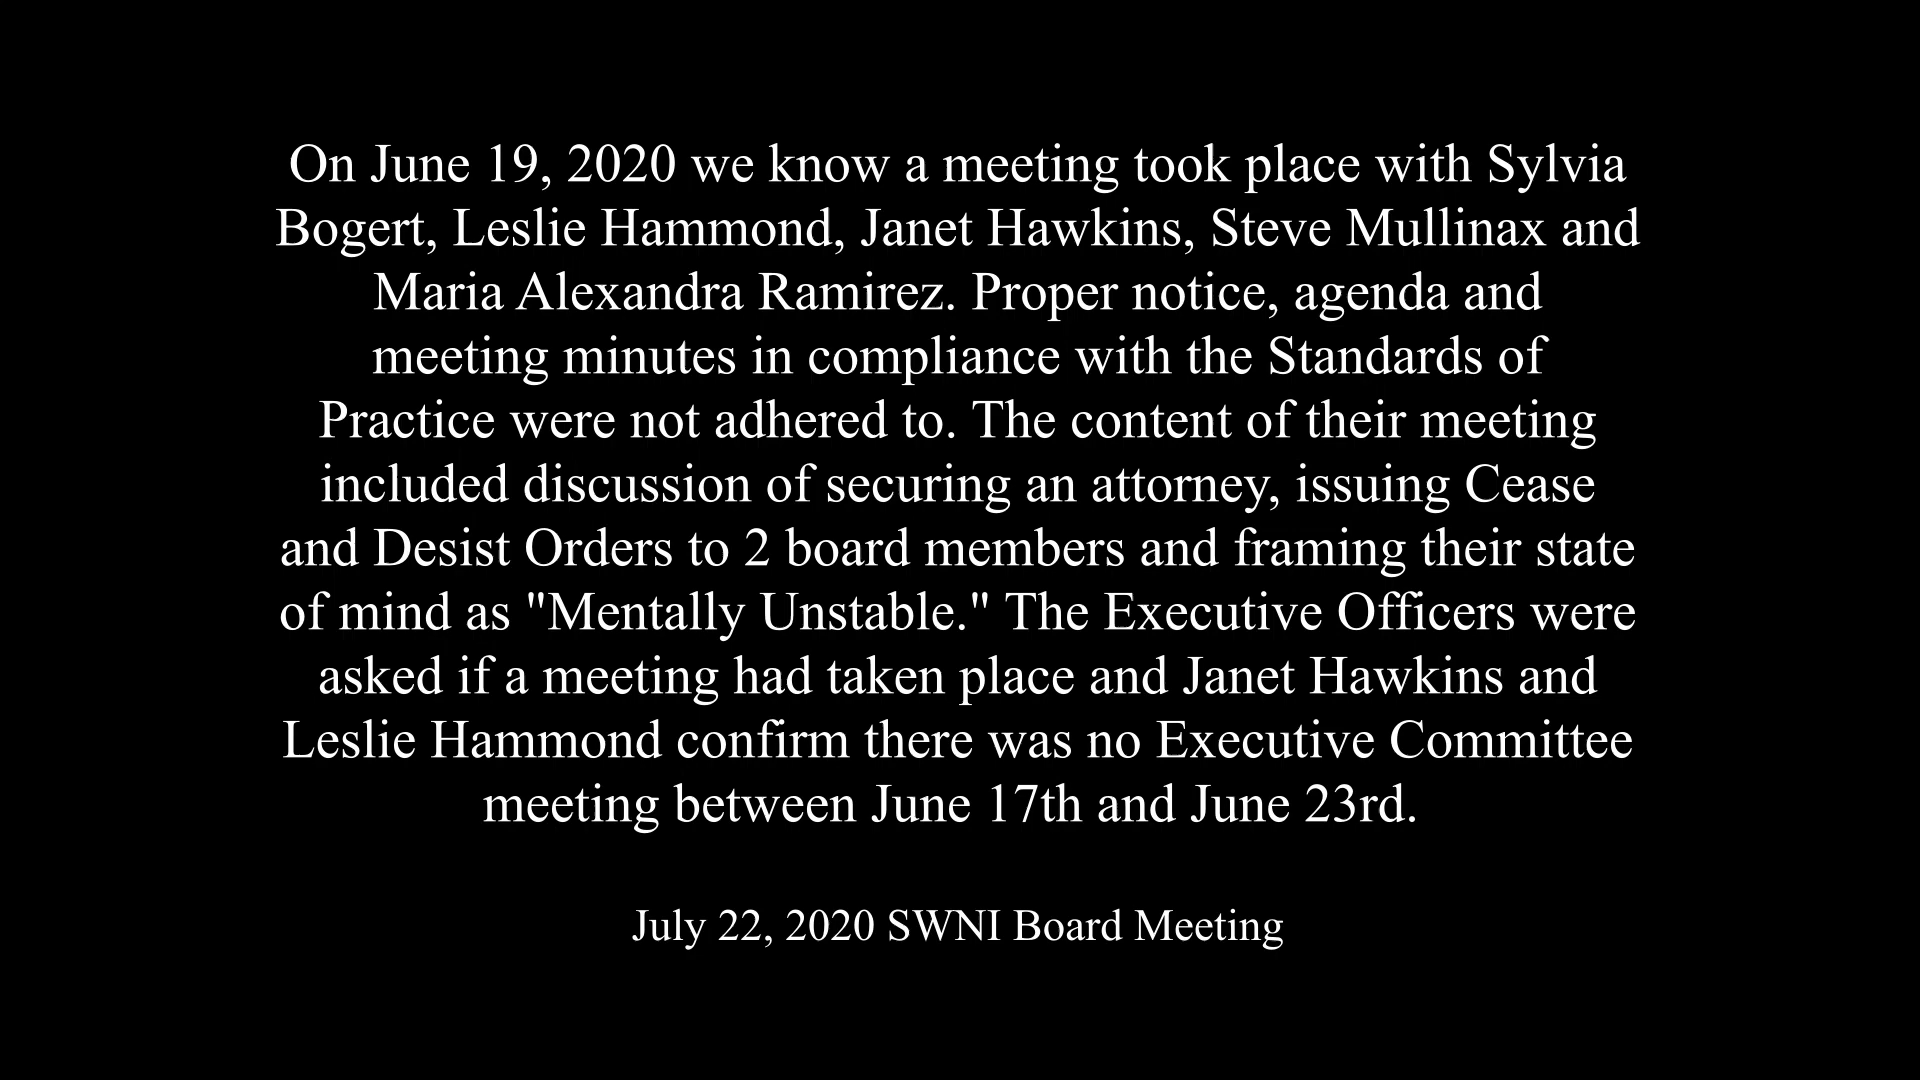 On June 19, 2020 we know a meeting took place with Sylvia
Bogert, Leslie Hammond, Janet Hawkins, Steve Mullinax and
Maria Alexandra Ramirez. Proper notice, agenda and
meeting minutes in compliance with the Standards of
Practice were not adhered to. The content of their meeting
included discussion of securing an attorney, issuing Cease
and Desist Orders to 2 board members and framing their state
of mind as "Mentally Unstable." The Executive Officers were
asked if a meeting had taken place and Janet Hawkins and
Leslie Hammond confirm there was no Executive Committee
meeting between June 17th and June 23rd.
July 22, 2020 SWNI Board Meeting